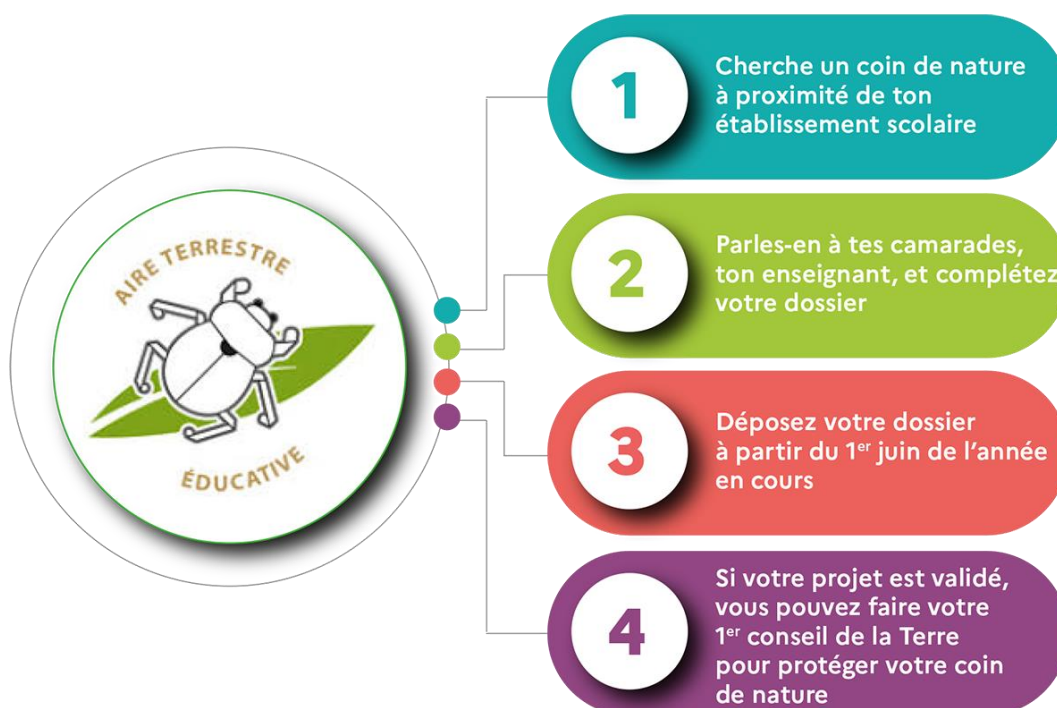 AIRE TERRESTRE
ÉDUCATIVE
1
Cherche un coin de nature
à proximité de ton
établissement scolaire
2
Parles-en à tes camarades,
ton enseignant, et complétez
votre dossier
3
Déposez votre dossier
à partir du 1er juin de l’année
en cours
4
Si votre projet est validé,
vous pouvez faire votre
1er conseil de la Terre
pour protéger votre coin
de nature